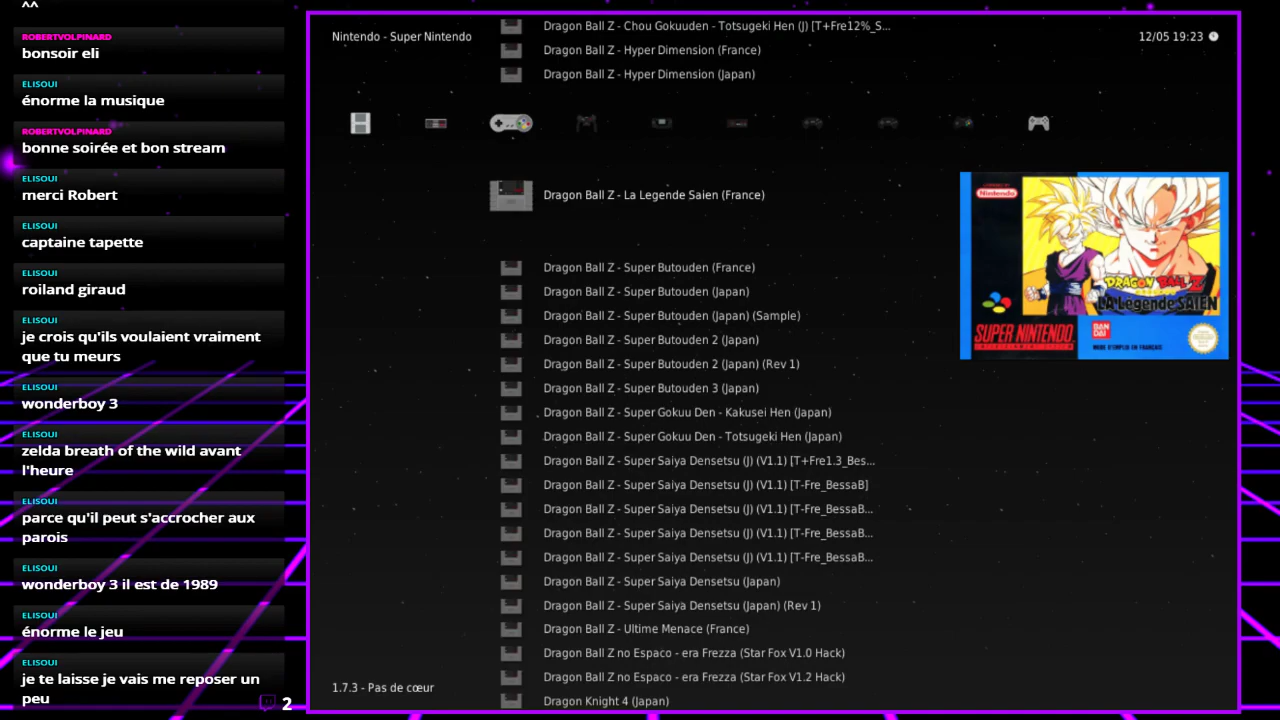 ^^
ROBERTVOLPINARD
bonsoir eli
ELISOUI
énorme la musique
ROBERTVOLPINARD
bonne soirée et bon stream
ELISOUI
merci Robert
ELISOUI
captaine tapette
ELISOUI
roiland giraud
ELISOUI
je crois qu'ils voulaient vraiment
que tu meurs
ELISOUI
wonderboy 3
ELISOUI
zelda breath of the wild avant
l'heure
ELISOUI
parce qu'il peut s'accrocher aux
parois
ELISOUI
wonderboy 3 il est de 1989
ELISOUI
énorme le jeu
ELISOUI
je te laisse je vais me reposer un
peu
2
Nintendo - Super Nintendo
12/05 19:23
Dragon Ball Z - Chou Gokuuden - Totsugeki Hen (J) [T+Fre12%_S...
Dragon Ball Z - Hyper Dimension (France)
Dragon Ball Z - Hyper Dimension (Japan)
Dragon Ball Z - La Legende Saien (France)
Dragon Ball Z - Super Butouden (France)
Dragon Ball Z - Super Butouden (Japan)
Dragon Ball Z - Super Butouden (Japan) (Sample)
Dragon Ball Z - Super Butouden 2 (Japan)
Dragon Ball Z - Super Butouden 2 (Japan) (Rev 1)
Dragon Ball Z - Super Butouden 3 (Japan)
Dragon Ball Z - Super Gokuu Den - Kakusei Hen (Japan)
Dragon Ball Z - Super Gokuu Den - Totsugeki Hen (Japan)
Dragon Ball Z - Super Saiya Densetsu (J) (V1.1) [T+Fre1.3_Bes...
Dragon Ball Z - Super Saiya Densetsu (J) (V1.1) [T-Fre_BessaB]
Dragon Ball Z - Super Saiya Densetsu (J) (V1.1) [T-Fre_BessaB...
Dragon Ball Z - Super Saiya Densetsu (J) (V1.1) [T-Fre_BessaB...
Dragon Ball Z - Super Saiya Densetsu (J) (V1.1) [T-Fre_BessaB...
Dragon Ball Z - Super Saiya Densetsu (Japan)
Dragon Ball Z - Super Saiya Densetsu (Japan) (Rev 1)
Dragon Ball Z - Ultime Menace (France)
Dragon Ball Z no Espaco - era Frezza (Star Fox V1.0 Hack)
Dragon Ball Z no Espaco - era Frezza (Star Fox V1.2 Hack)
Dragon Knight 4 (Japan)
1.7.3 - Pas de cœur
Nintendo
DRAGON BALL Z
LA Legende SAIEN
SUPER NINTENDO
BAN
DAI
MODE D'EMPLOI EN FRANÇAIS